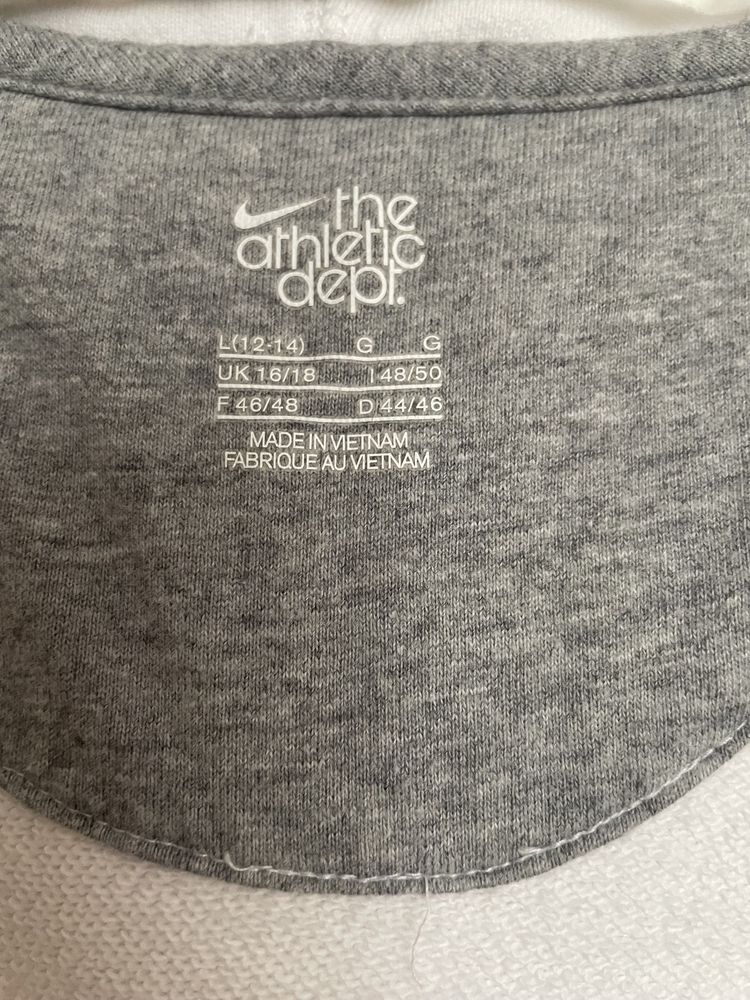 the
athletic
dept.
L(12-14) G G
UK 16/18 I 48/50
F 46/48 D 44/46
MADE IN VIETNAM
FABRIQUE AU VIETNAM